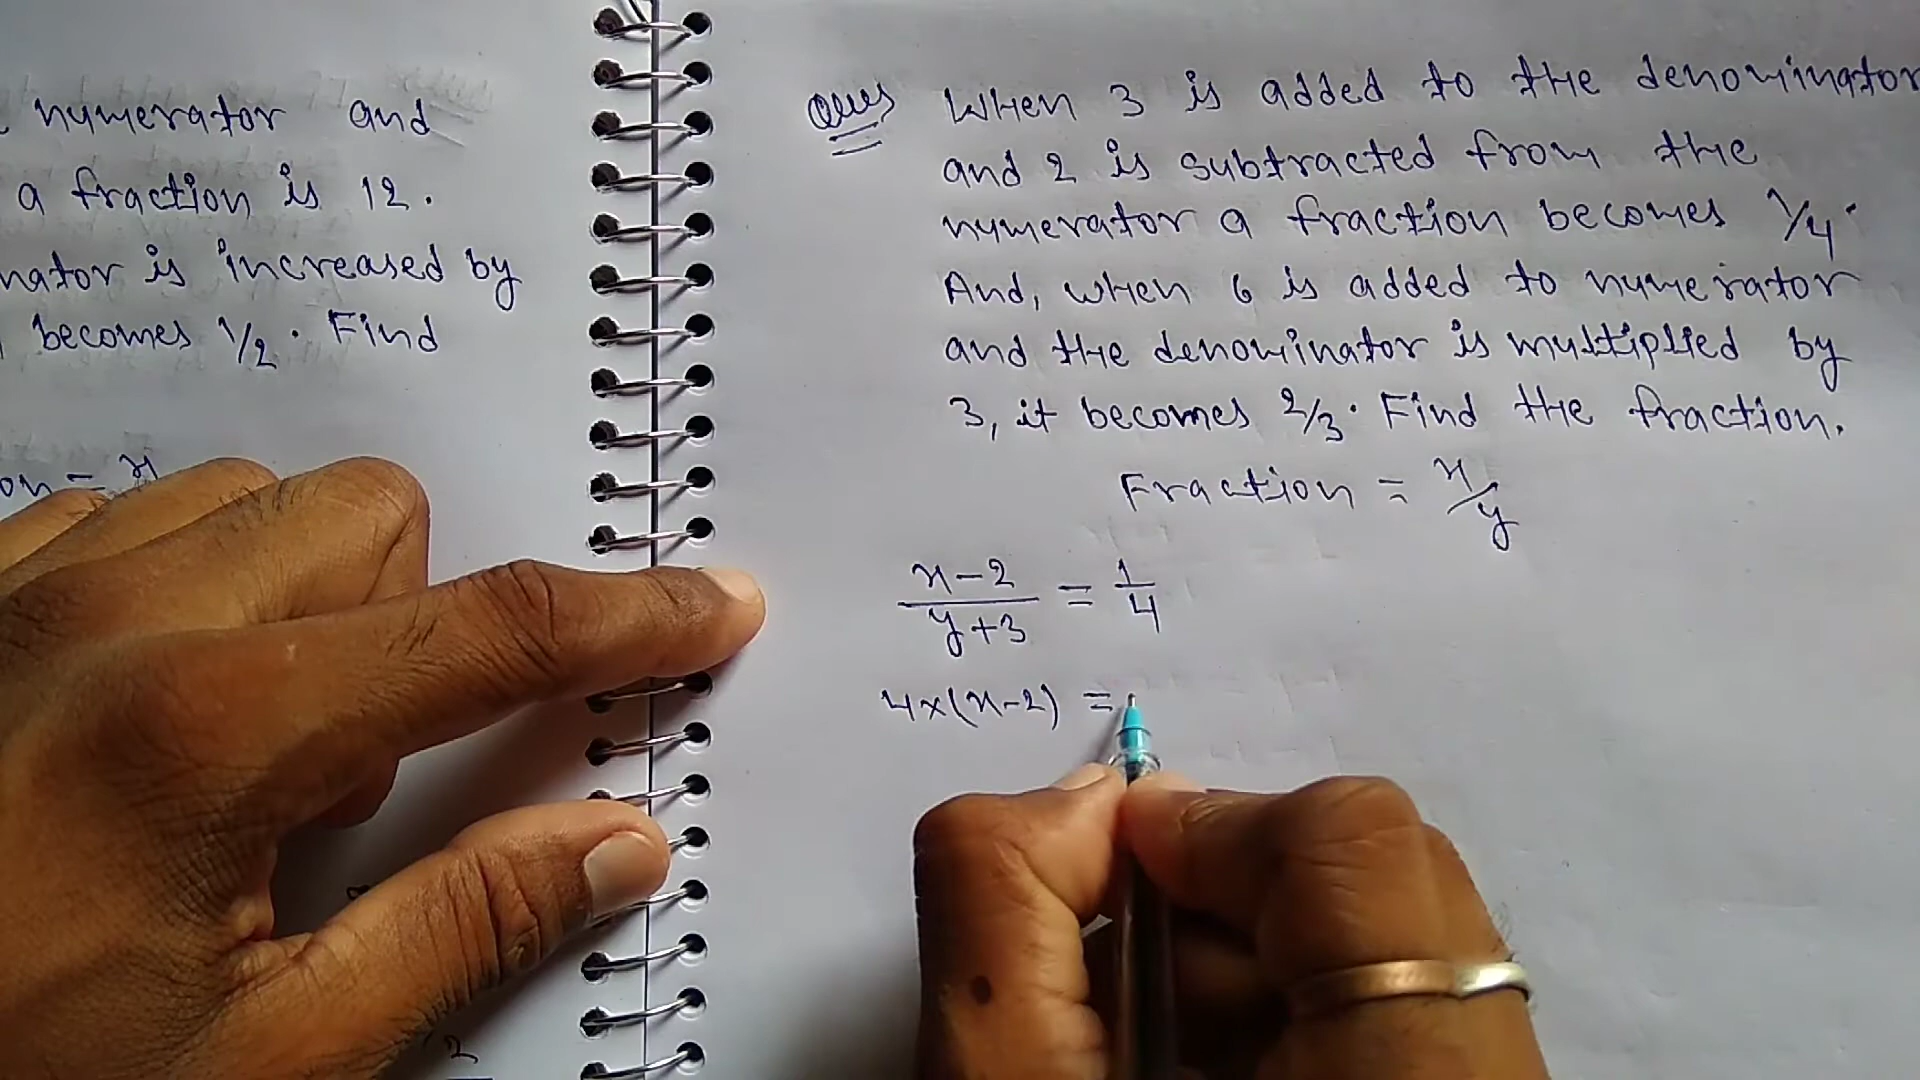 numerator and
a fraction is 12.
nator is increased by
becomes 1/2. Find
on = x
2
Ques When 3 is added to the denominator
and 2 is subtracted from the
numerator a fraction becomes 1/4.
And, when 6 is added to numerator
and the denominator is multiplied by
3, it becomes 2/3. Find the fraction.
Fraction = x/y
x-2/y+3 = 1/4
4×(x-2) =